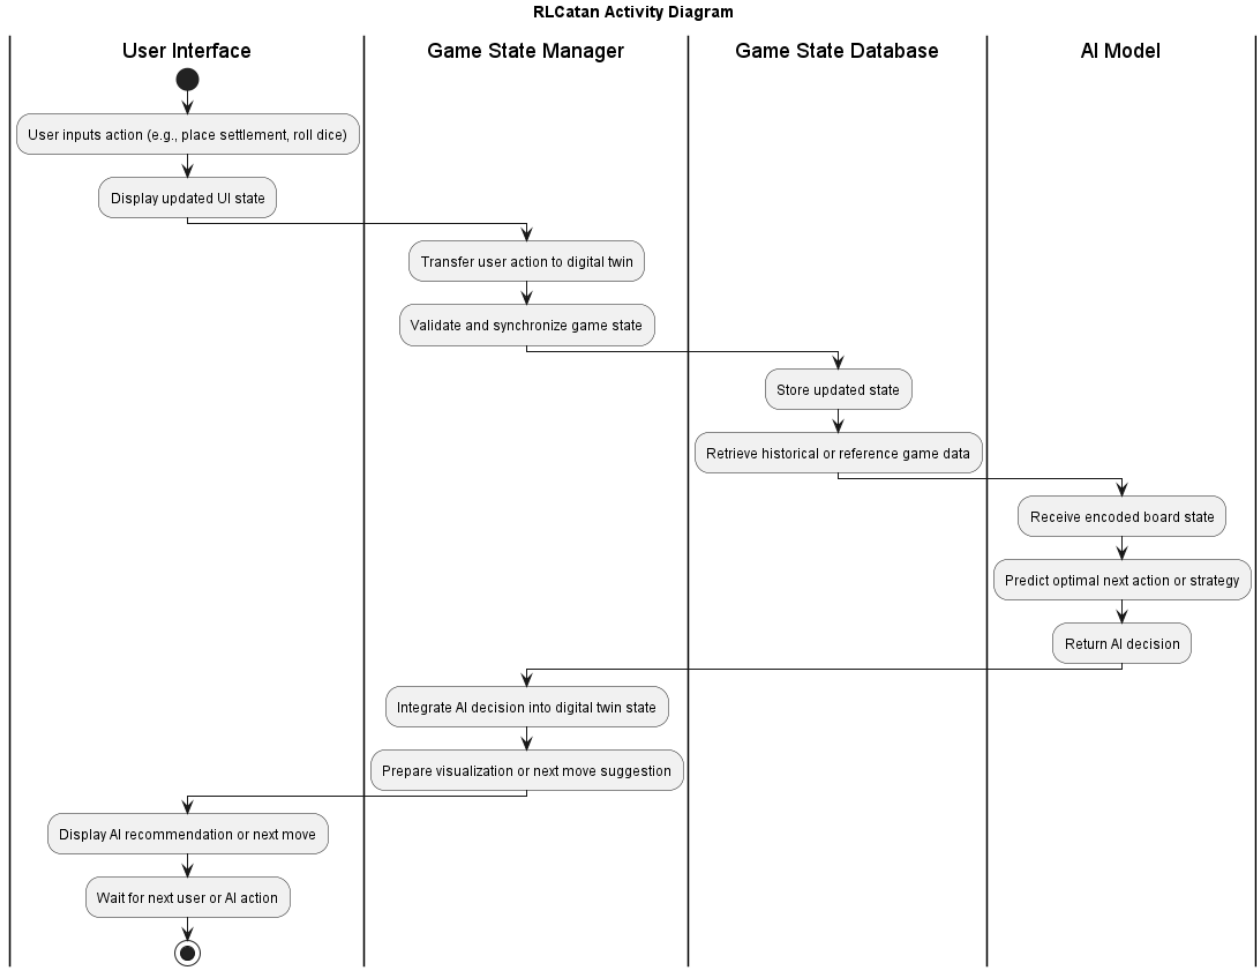 RLCatan Activity Diagram
User Interface
Game State Manager
Game State Database
AI Model
User inputs action (e.g., place settlement, roll dice)
Display updated UI state
Transfer user action to digital twin
Validate and synchronize game state
Store updated state
Retrieve historical or reference game data
Receive encoded board state
Predict optimal next action or strategy
Return AI decision
Integrate AI decision into digital twin state
Prepare visualization or next move suggestion
Display AI recommendation or next move
Wait for next user or AI action